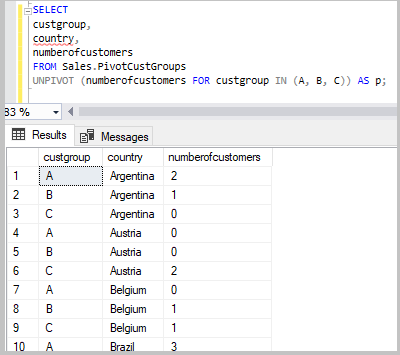 SELECT
custgroup,
country,
numberofcustomers
FROM Sales.PivotCustGroups
UNPIVOT (numberofcustomers FOR custgroup IN (A, B, C)) AS p;
83 %
Results Messages
custgroup country numberofcustomers
1 A Argentina 2
2 B Argentina 1
3 C Argentina 0
4 A Austria 0
5 B Austria 0
6 C Austria 2
7 A Belgium 0
8 B Belgium 1
9 C Belgium 1
10 A Brazil 3